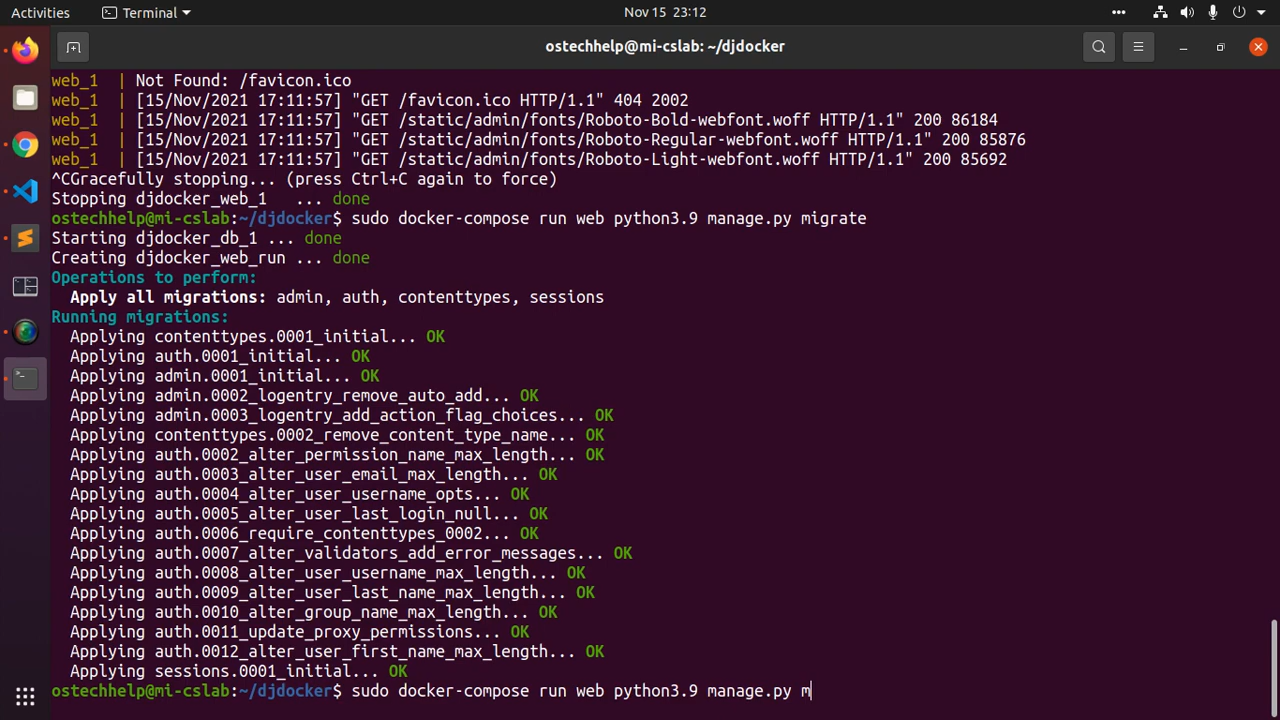 Activities
Terminal
Nov 15 23:12
ostechhelp@mi-cslab: ~/djdocker
web_1  | Not Found: /favicon.ico
web_1  | [15/Nov/2021 17:11:57] "GET /favicon.ico HTTP/1.1" 404 2002
web_1  | [15/Nov/2021 17:11:57] "GET /static/admin/fonts/Roboto-Bold-webfont.woff HTTP/1.1" 200 86184
web_1  | [15/Nov/2021 17:11:57] "GET /static/admin/fonts/Roboto-Regular-webfont.woff HTTP/1.1" 200 85876
web_1  | [15/Nov/2021 17:11:57] "GET /static/admin/fonts/Roboto-Light-webfont.woff HTTP/1.1" 200 85692
^CGracefully stopping... (press Ctrl+C again to force)
Stopping djdocker_web_1   ... done
ostechhelp@mi-cslab:~/djdocker$ sudo docker-compose run web python3.9 manage.py migrate
Starting djdocker_db_1 ... done
Creating djdocker_web_run ... done
Operations to perform:
  Apply all migrations: admin, auth, contenttypes, sessions
Running migrations:
  Applying contenttypes.0001_initial... OK
  Applying auth.0001_initial... OK
  Applying admin.0001_initial... OK
  Applying admin.0002_logentry_remove_auto_add... OK
  Applying admin.0003_logentry_add_action_flag_choices... OK
  Applying contenttypes.0002_remove_content_type_name... OK
  Applying auth.0002_alter_permission_name_max_length... OK
  Applying auth.0003_alter_user_email_max_length... OK
  Applying auth.0004_alter_user_username_opts... OK
  Applying auth.0005_alter_user_last_login_null... OK
  Applying auth.0006_require_contenttypes_0002... OK
  Applying auth.0007_alter_validators_add_error_messages... OK
  Applying auth.0008_alter_user_username_max_length... OK
  Applying auth.0009_alter_user_last_name_max_length... OK
  Applying auth.0010_alter_group_name_max_length... OK
  Applying auth.0011_update_proxy_permissions... OK
  Applying auth.0012_alter_user_first_name_max_length... OK
  Applying sessions.0001_initial... OK
ostechhelp@mi-cslab:~/djdocker$ sudo docker-compose run web python3.9 manage.py m